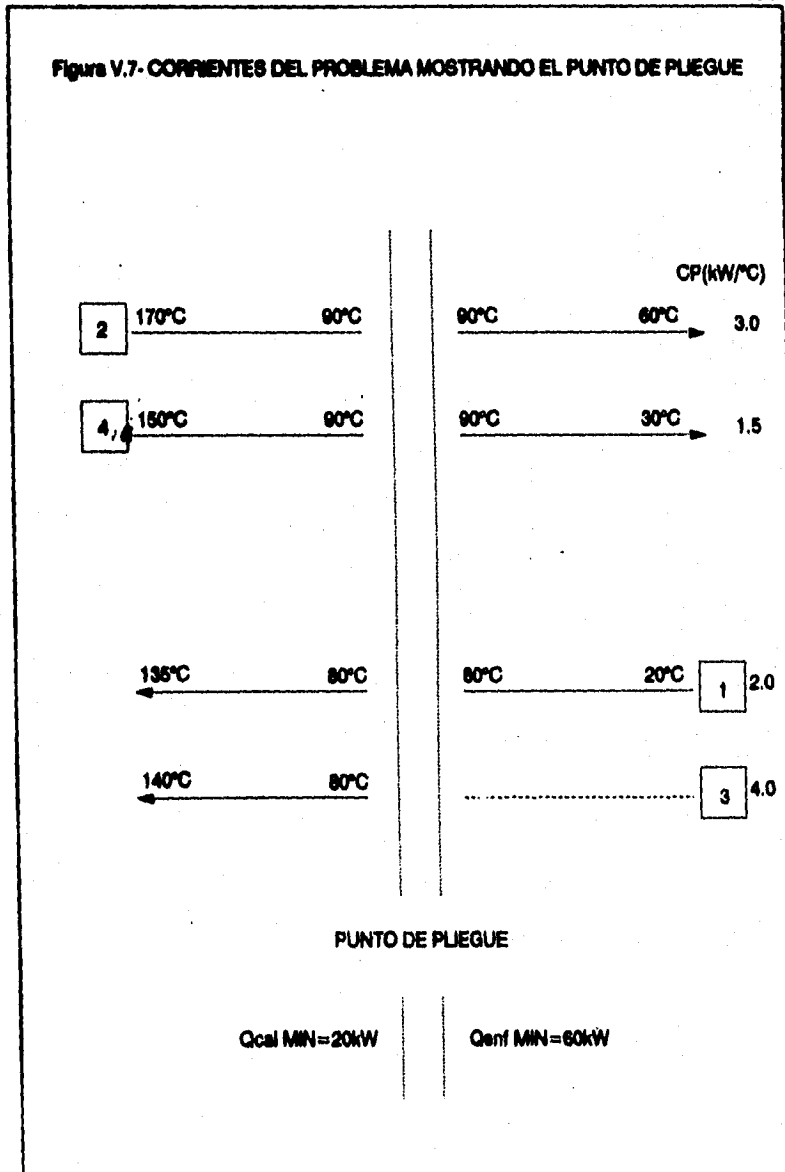 Figura V.7- CORRIENTES DEL PROBLEMA MOSTRANDO EL PUNTO DE PLIEGUE
CP(kW/°C)
2 170°C 90°C 90°C 60°C 3.0
4 150°C 90°C 90°C 30°C 1.5
135°C 80°C 80°C 20°C 1 2.0
140°C 80°C 3 4.0
PUNTO DE PLIEGUE
Qcal MIN=20kW Qenf MIN=60kW